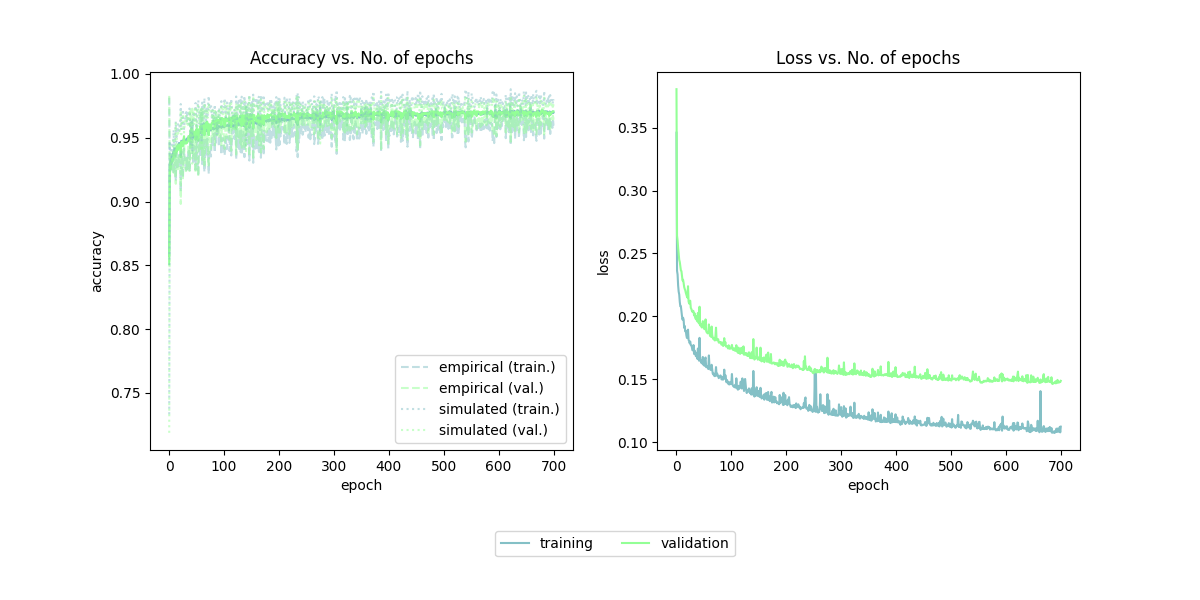 Accuracy vs. No. of epochs
1.00
0.95
0.90
0.85
0.80
0.75
accuracy
empirical (train.)
empirical (val.)
simulated (train.)
simulated (val.)
0 100 200 300 400 500 600 700
epoch
Loss vs. No. of epochs
0.35
0.30
0.25
0.20
0.15
0.10
loss
0 100 200 300 400 500 600 700
epoch
training validation